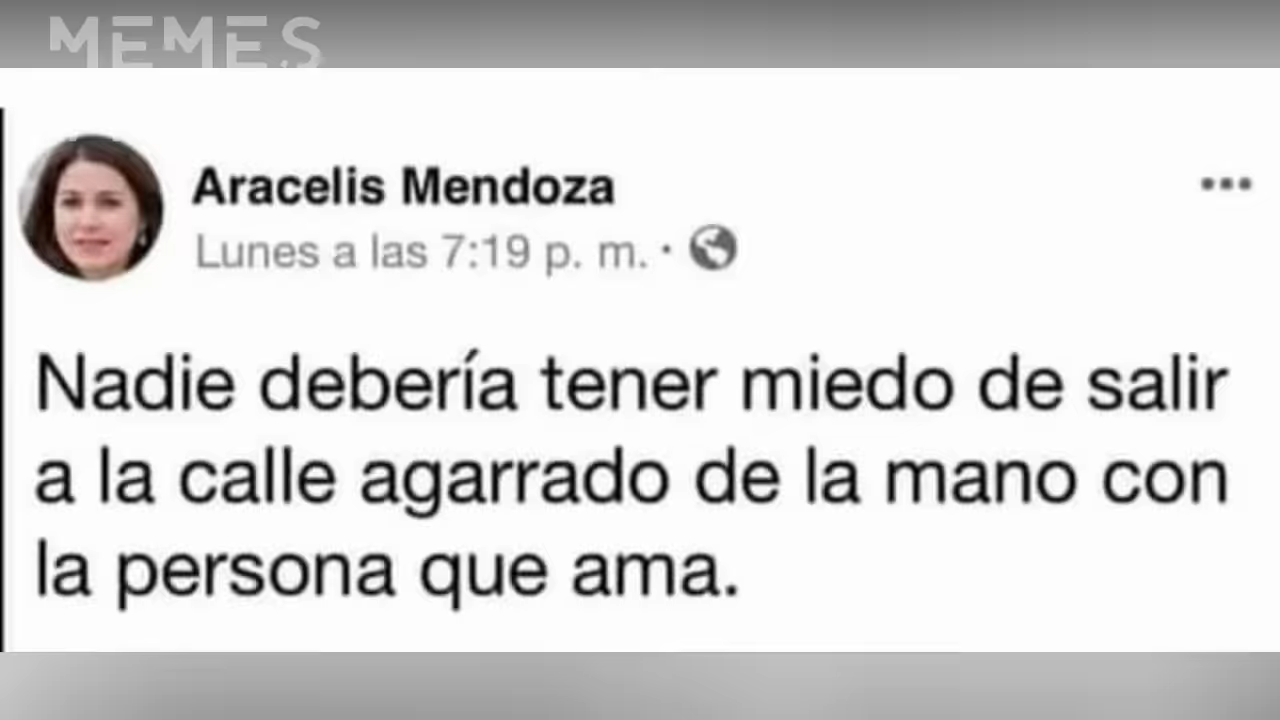 MEMES
Aracelis Mendoza
Lunes a las 7:19 p. m. ·
Nadie debería tener miedo de salir
a la calle agarrado de la mano con
la persona que ama.